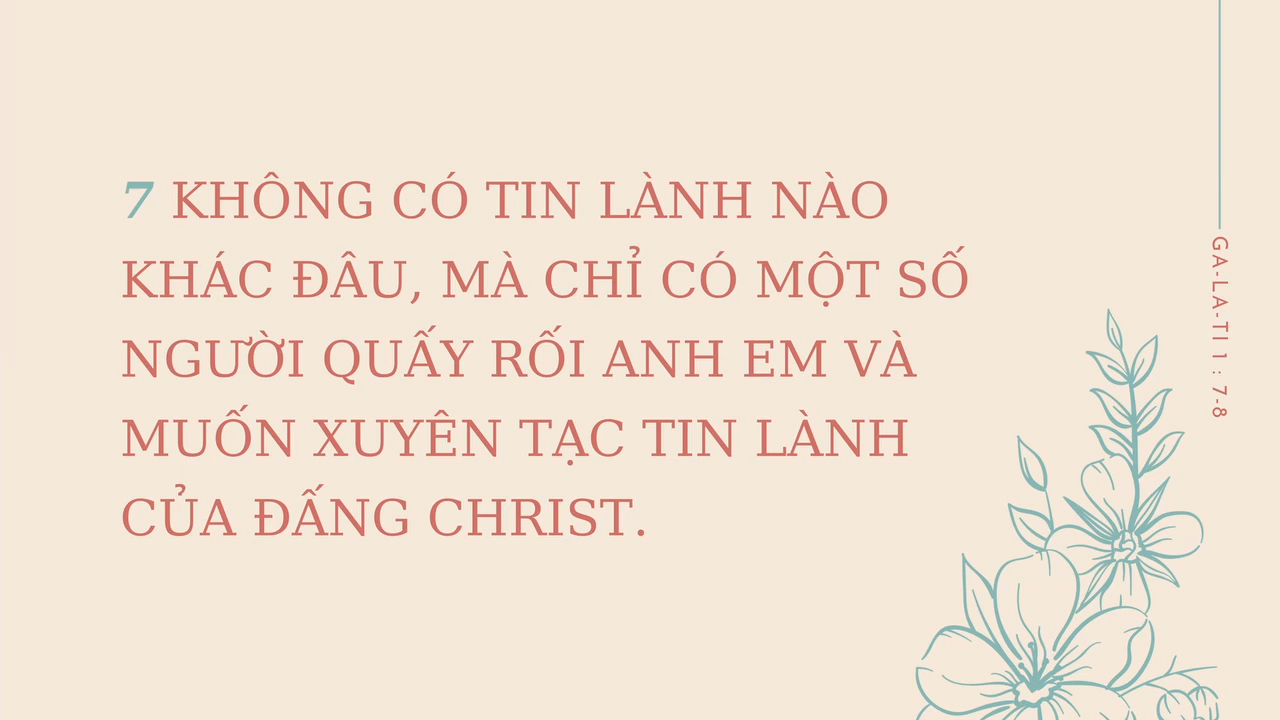 7 KHÔNG CÓ TIN LÀNH NÀO
KHÁC ĐÂU, MÀ CHỈ CÓ MỘT SỐ
NGƯỜI QUẤY RỐI ANH EM VÀ
MUỐN XUYÊN TẠC TIN LÀNH
CỦA ĐẤNG CHRIST.
GA-LA-TI 1 : 7-8